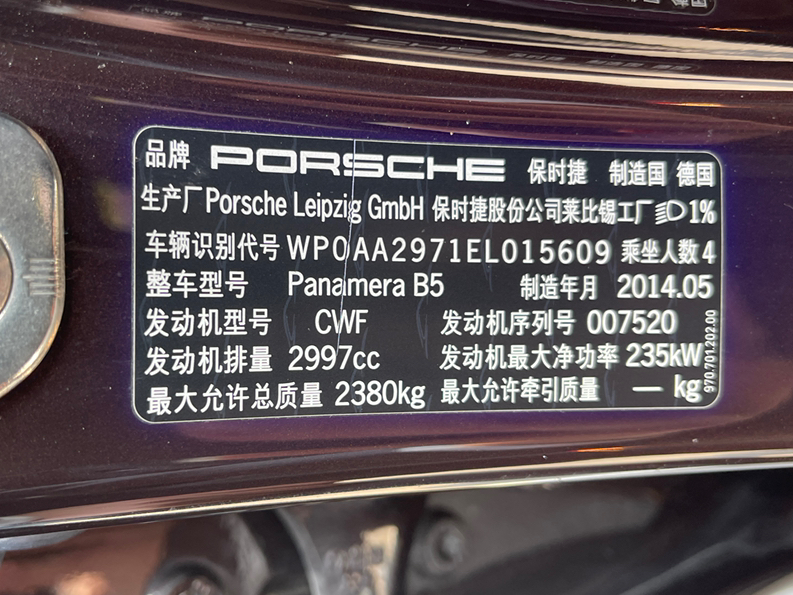 品牌 PORSCHE 保时捷 制造国 德国
生产厂 Porsche Leipzig GmbH 保时捷股份公司莱比锡工厂 1%
车辆识别代号 WP0AA2971EL015609 乘坐人数 4
整车型号 Panamera B5 制造年月 2014.05
发动机型号 CWF 发动机序列号 007520
发动机排量 2997cc 发动机最大净功率 235kW
最大允许总质量 2380kg 最大允许牵引质量 — kg
970.701.202.00